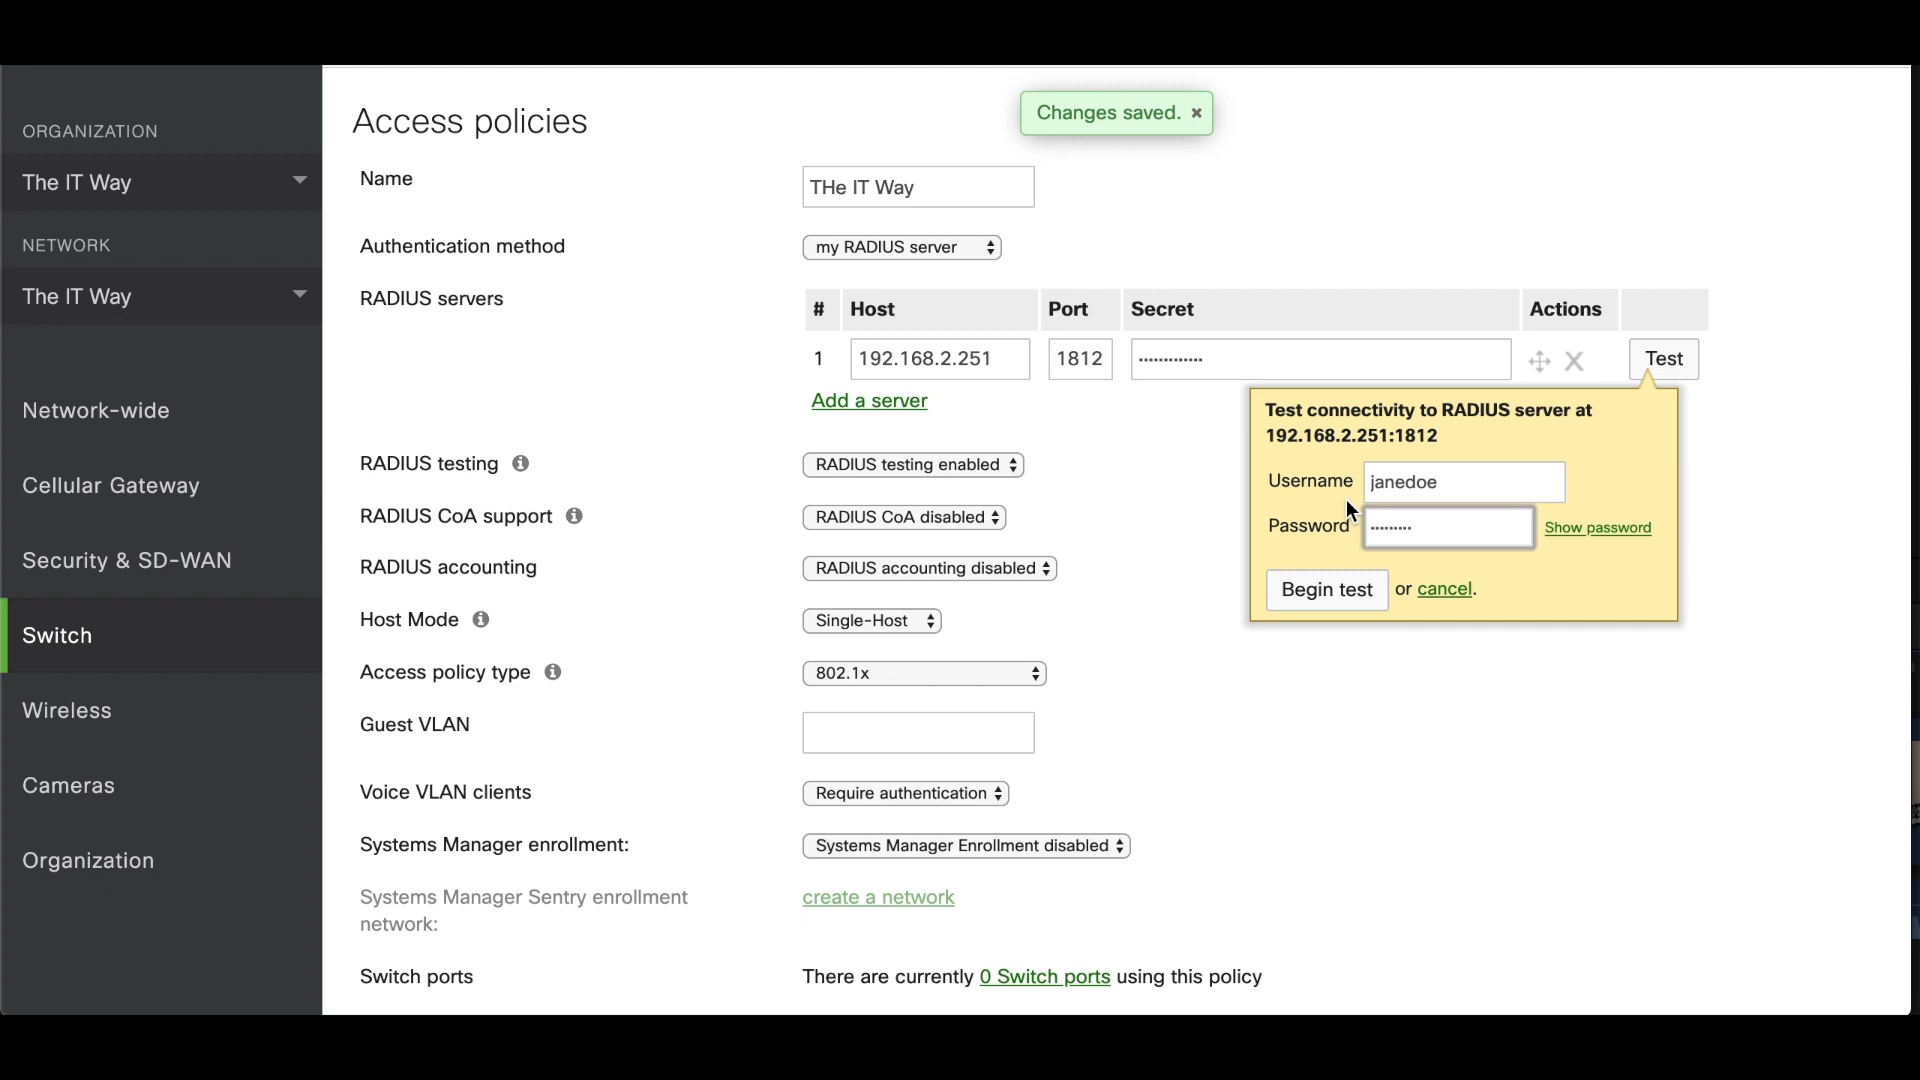 ORGANIZATION
The IT Way
NETWORK
The IT Way
Network-wide
Cellular Gateway
Security & SD-WAN
Switch
Wireless
Cameras
Organization
Access policies
Changes saved. ×
Name
THe IT Way
Authentication method
my RADIUS server
RADIUS servers
# Host Port Secret Actions
1 192.168.2.251 1812 ············· X Test
Add a server
Test connectivity to RADIUS server at
192.168.2.251:1812
Username janedoe
Password ········· Show password
Begin test or cancel.
RADIUS testing i RADIUS testing enabled
RADIUS CoA support i RADIUS CoA disabled
RADIUS accounting RADIUS accounting disabled
Host Mode i Single-Host
Access policy type i 802.1x
Guest VLAN
Voice VLAN clients Require authentication
Systems Manager enrollment: Systems Manager Enrollment disabled
Systems Manager Sentry enrollment
network:
create a network
Switch ports There are currently 0 Switch ports using this policy